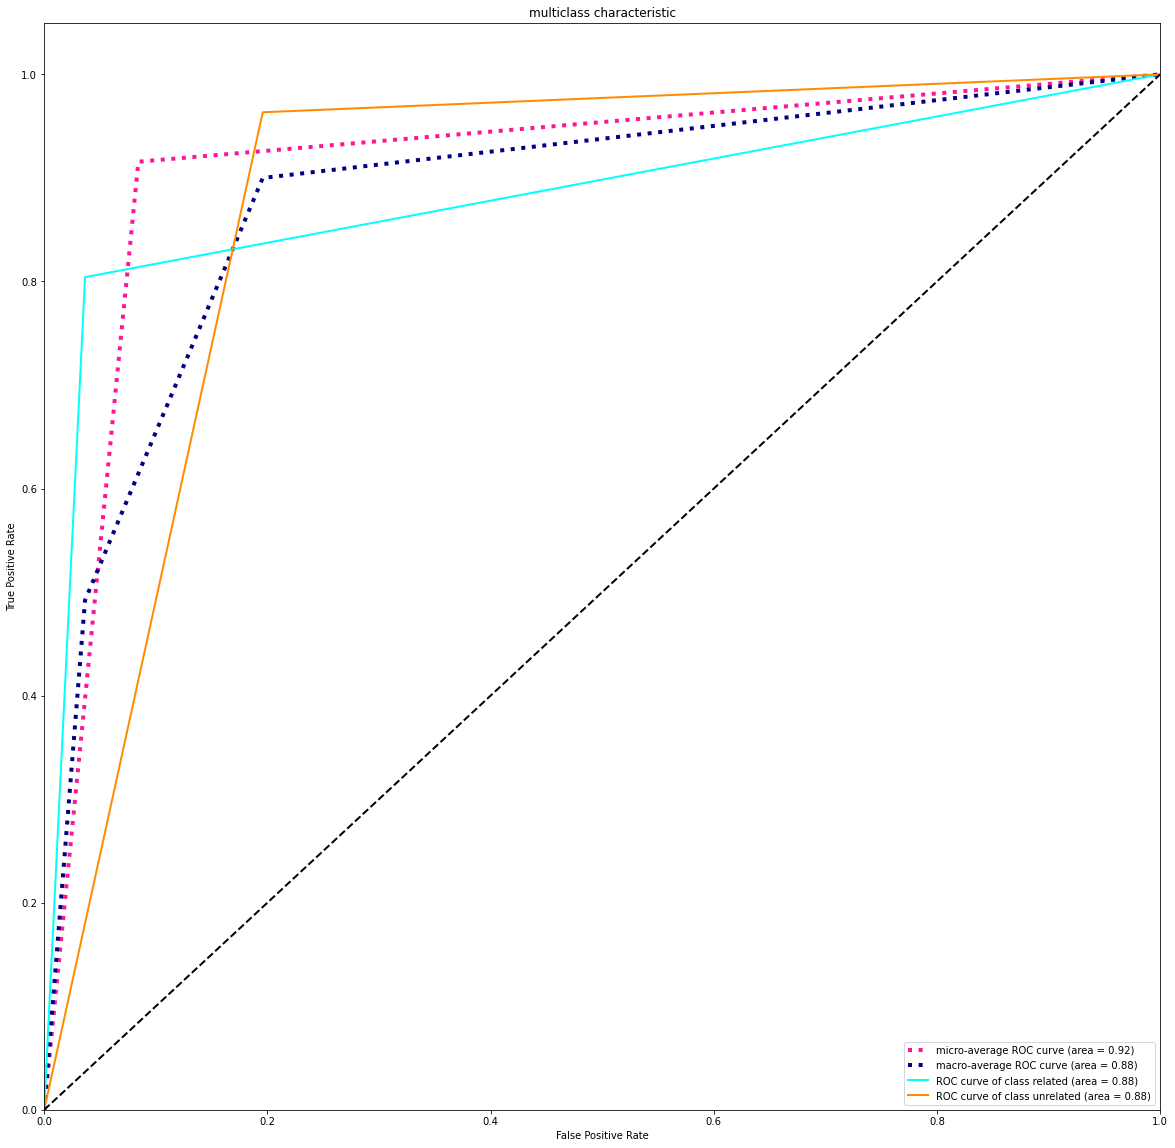 multiclass characteristic
1.0
0.8
0.6
0.4
0.2
0.0
True Positive Rate
0.0 0.2 0.4 0.6 0.8 1.0
False Positive Rate
micro-average ROC curve (area = 0.92)
macro-average ROC curve (area = 0.88)
ROC curve of class related (area = 0.88)
ROC curve of class unrelated (area = 0.88)